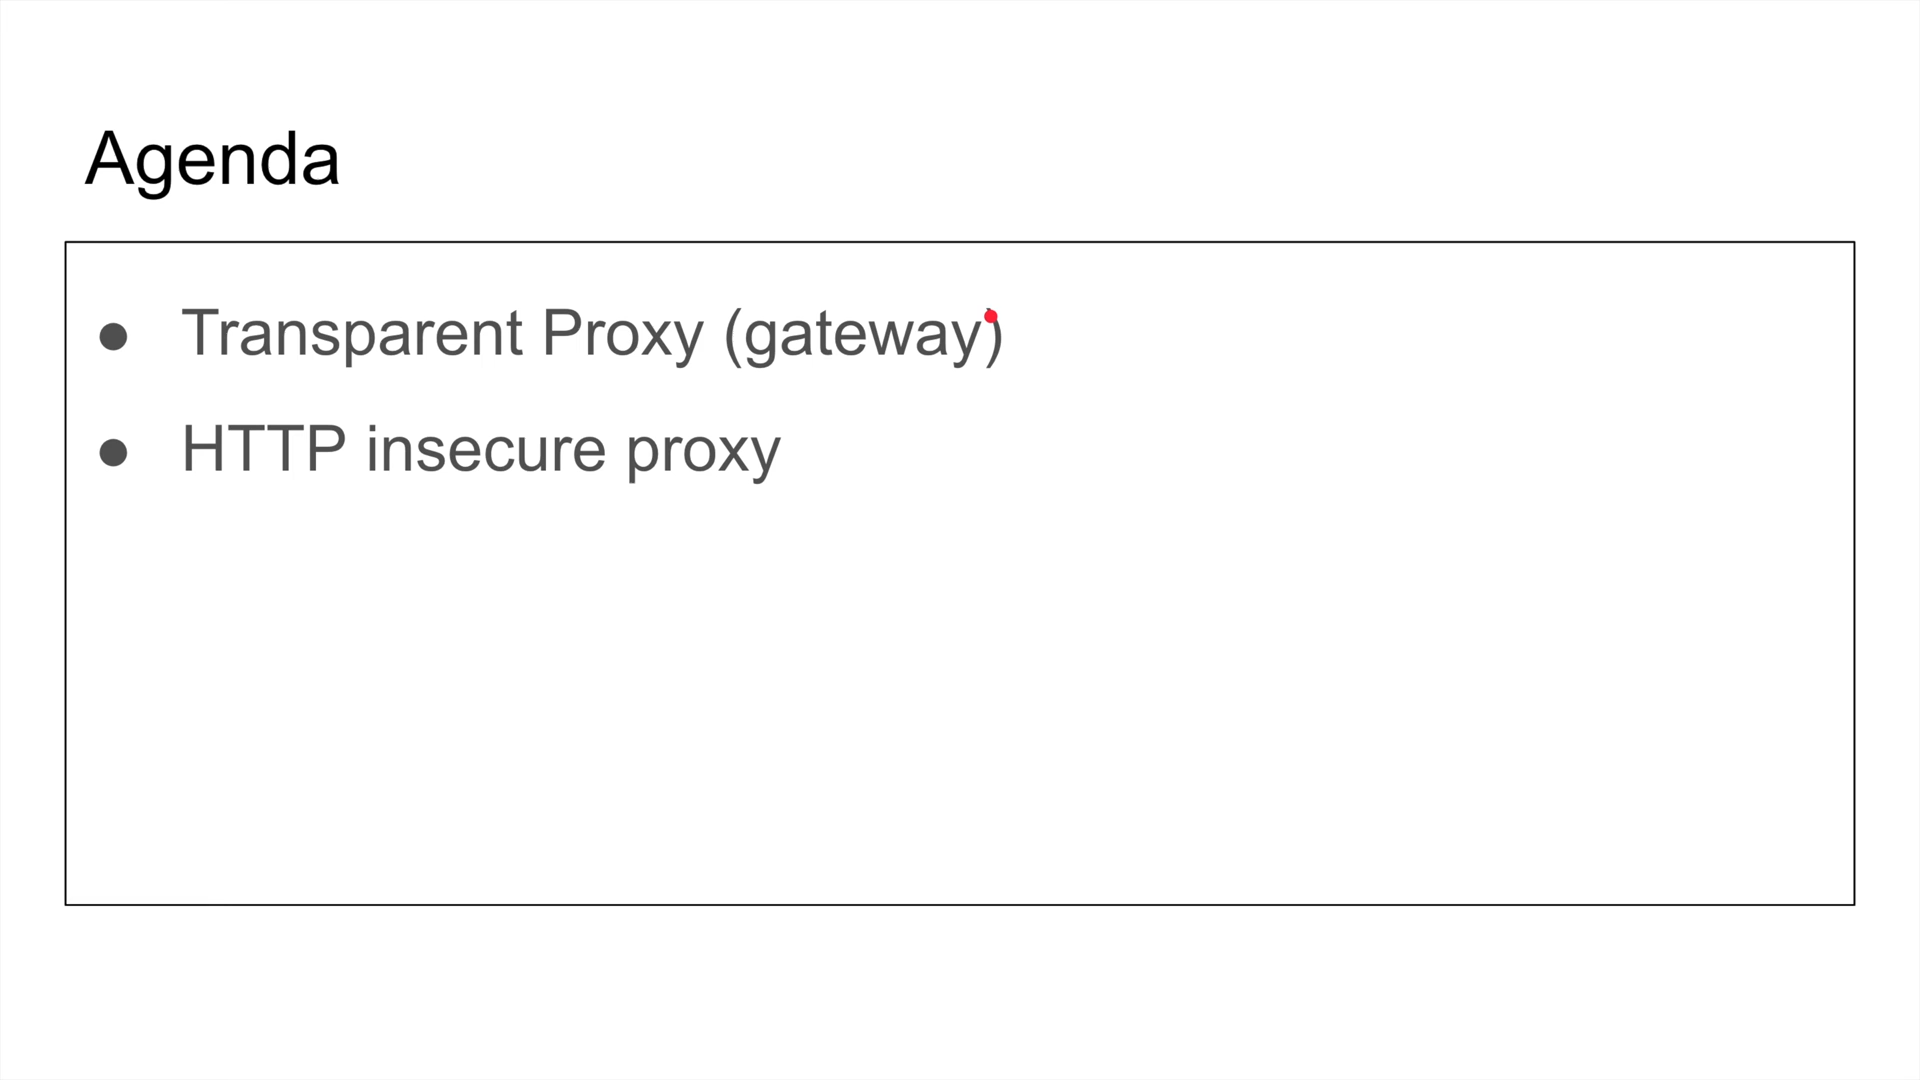 Agenda
● Transparent Proxy (gateway)
● HTTP insecure proxy